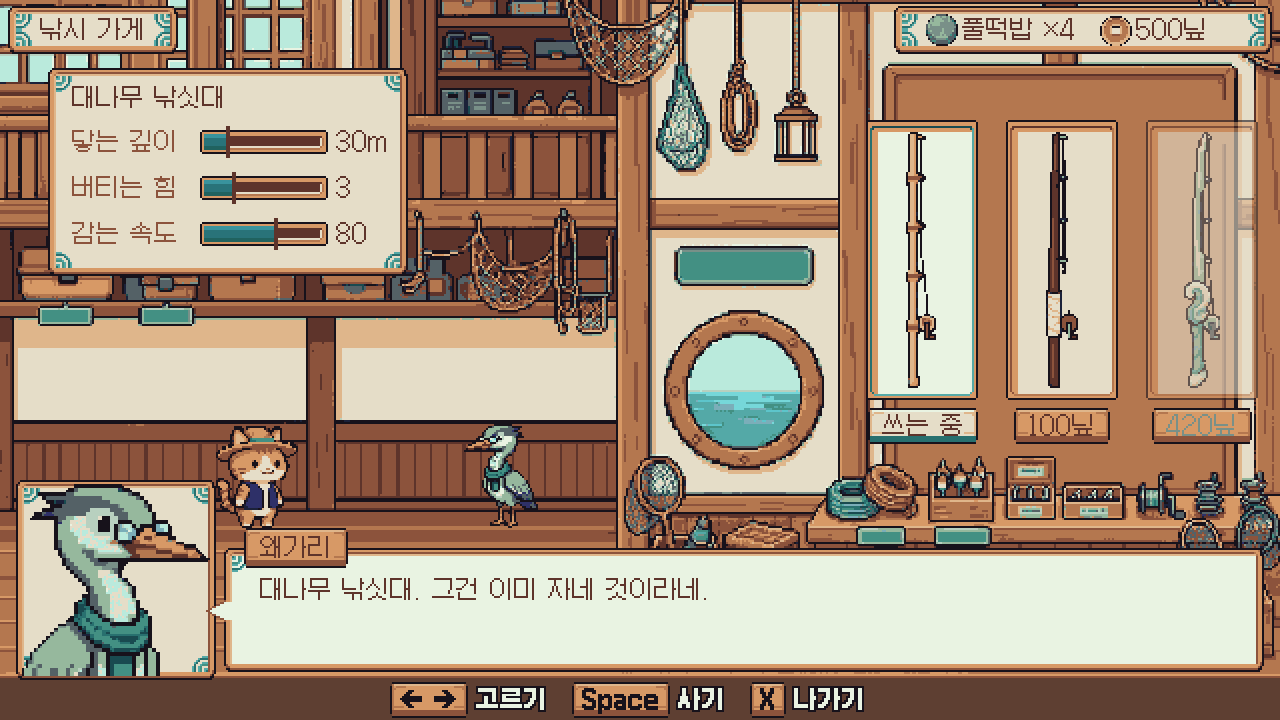 낚시 가게
풀떡밥 ×4 500닢
대나무 낚싯대
닿는 깊이 30m
버티는 힘 3
감는 속도 80
쓰는 중 100닢 420닢
왜가리
대나무 낚싯대. 그건 이미 자네 것이라네.
← → 고르기 Space 사기 X 나가기